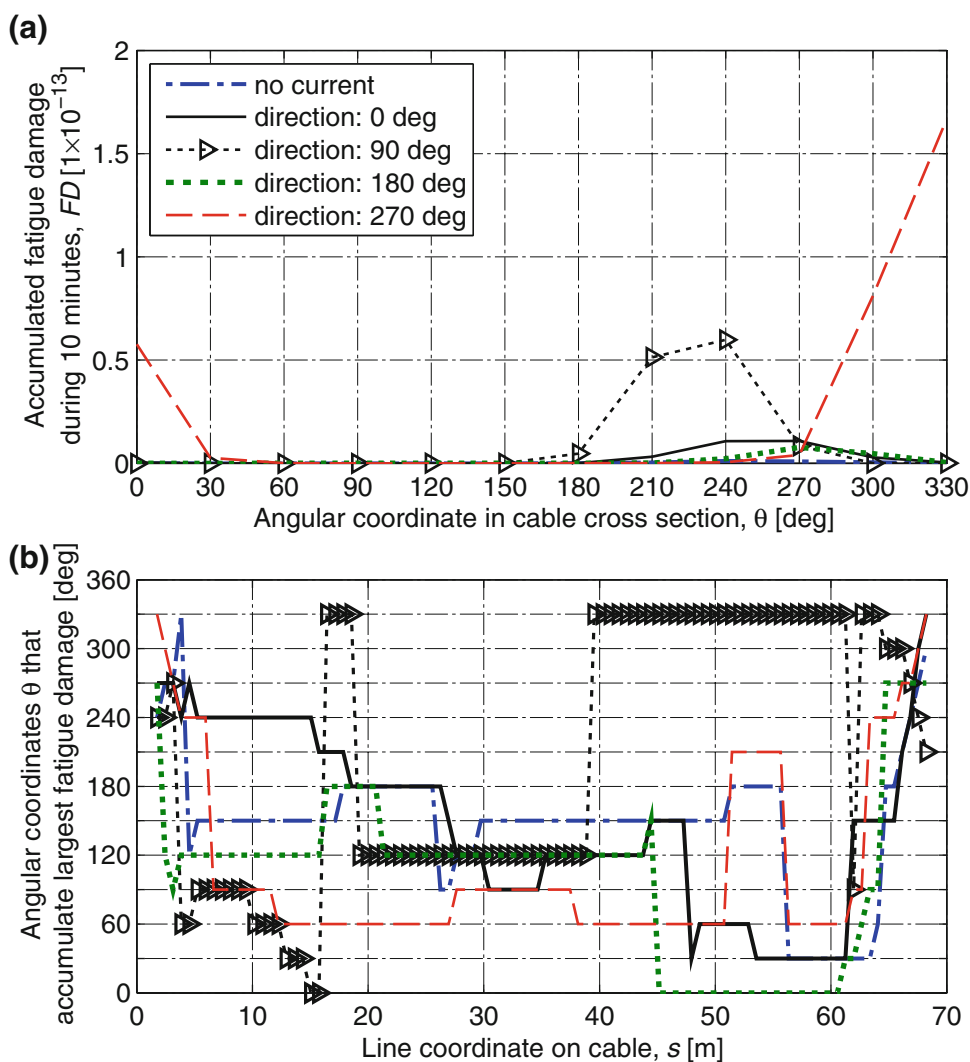 (a)
Accumulated fatigue damage
during 10 minutes, FD [1×10⁻¹³]
2
1.5
1
0.5
0
no current
direction: 0 deg
direction: 90 deg
direction: 180 deg
direction: 270 deg
0 30 60 90 120 150 180 210 240 270 300 330
Angular coordinate in cable cross section, θ [deg]
(b)
Angular coordinates θ that
accumulate largest fatigue damage [deg]
360
300
240
180
120
60
0
0 10 20 30 40 50 60 70
Line coordinate on cable, s [m]